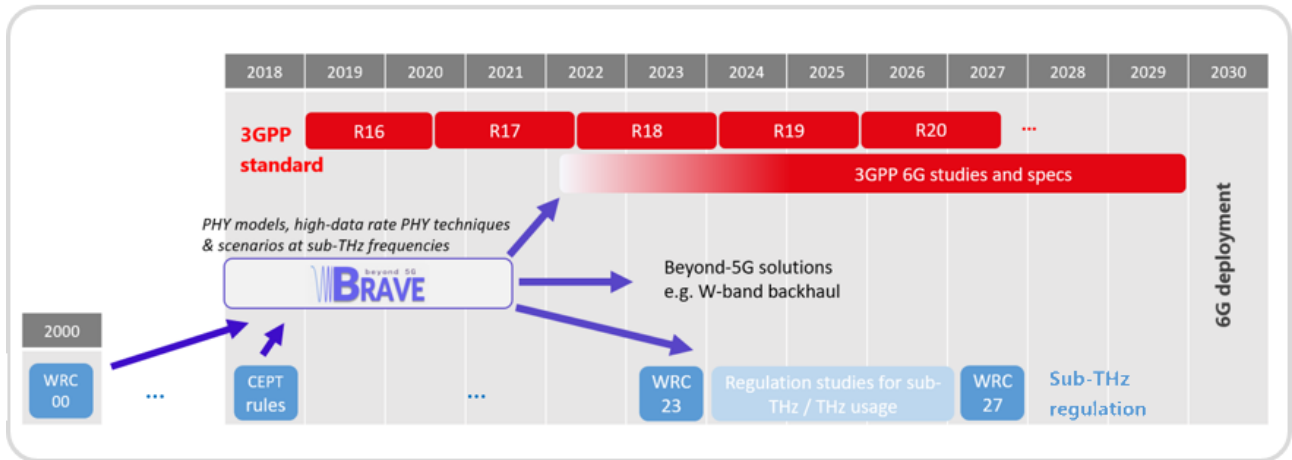 2018 2019 2020 2021 2022 2023 2024 2025 2026 2027 2028 2029 2030
3GPP
standard
R16 R17 R18 R19 R20 ...
3GPP 6G studies and specs
PHY models, high-data rate PHY techniques
& scenarios at sub-THz frequencies
beyond 5G
BRAVE
Beyond-5G solutions
e.g. W-band backhaul
6G deployment
2000
WRC
00
...
CEPT
rules
...
WRC
23
Regulation studies for sub-
THz / THz usage
WRC
27
Sub-THz
regulation